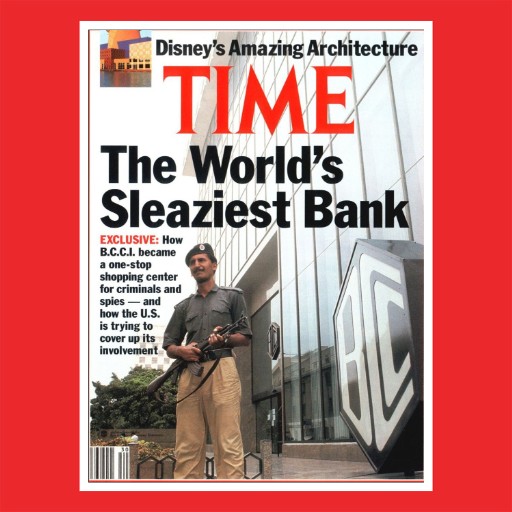 Disney's Amazing Architecture
TIME
The World's
Sleaziest Bank
EXCLUSIVE: How
B.C.C.I. became
a one-stop
shopping center
for criminals and
spies — and
how the U.S.
is trying to
cover up its
involvement
BCC